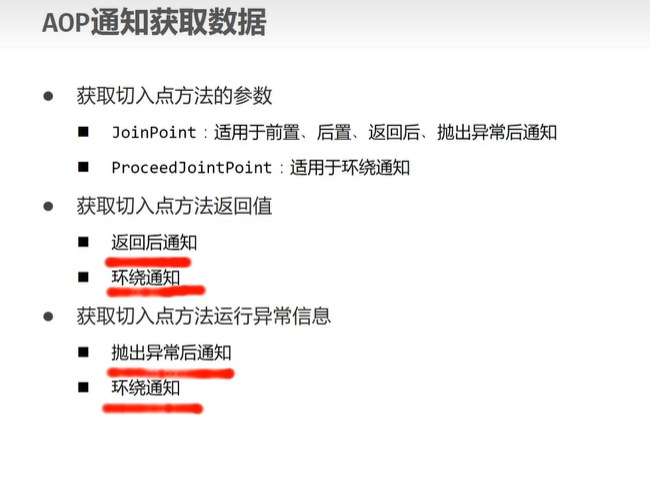 AOP通知获取数据
获取切入点方法的参数
JoinPoint：适用于前置、后置、返回后、抛出异常后通知
ProceedJointPoint：适用于环绕通知
获取切入点方法返回值
返回后通知
环绕通知
获取切入点方法运行异常信息
抛出异常后通知
环绕通知